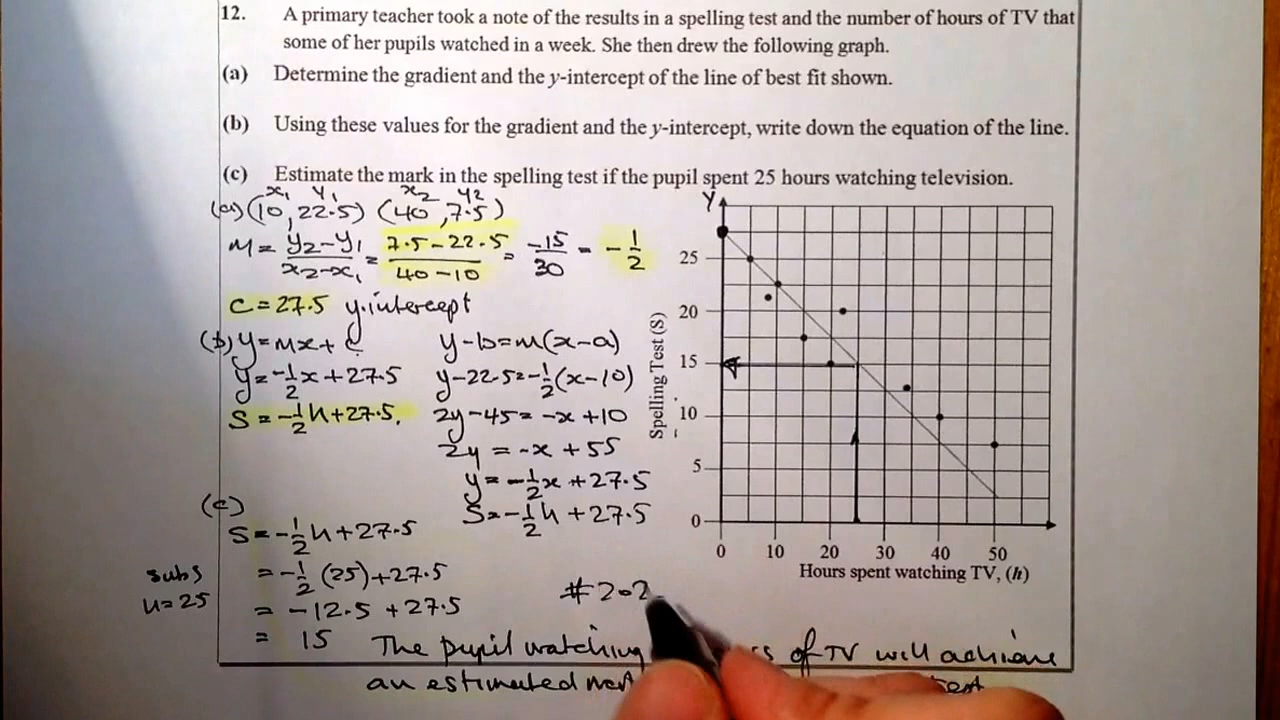 12. A primary teacher took a note of the results in a spelling test and the number of hours of TV that
some of her pupils watched in a week. She then drew the following graph.
(a) Determine the gradient and the y-intercept of the line of best fit shown.
(b) Using these values for the gradient and the y-intercept, write down the equation of the line.
(c) Estimate the mark in the spelling test if the pupil spent 25 hours watching television.
x₁ y₁ x₂ y₂
(a) (10, 22.5) (40, 7.5)
M = y₂-y₁/x₂-x₁ = 7.5-22.5/40-10 = -15/30 = -1/2
C = 27.5 y.intercept
(b) y = mx + c
y = -1/2x + 27.5
S = -1/2h + 27.5.
y-b=m(x-a)
y-22.5=-1/2(x-10)
2y-45=-x+10
2y = -x + 55
y = -1/2x + 27.5
S = -1/2h + 27.5
(c)
S = -1/2h + 27.5
subs
h = 25
= -1/2(25) + 27.5
= -12.5 + 27.5
= 15
The pupil watching of TV will achieve
an estimated test
#202
Y
25
20
15
10
5
0
Spelling Test (S)
0 10 20 30 40 50
Hours spent watching TV, (h)